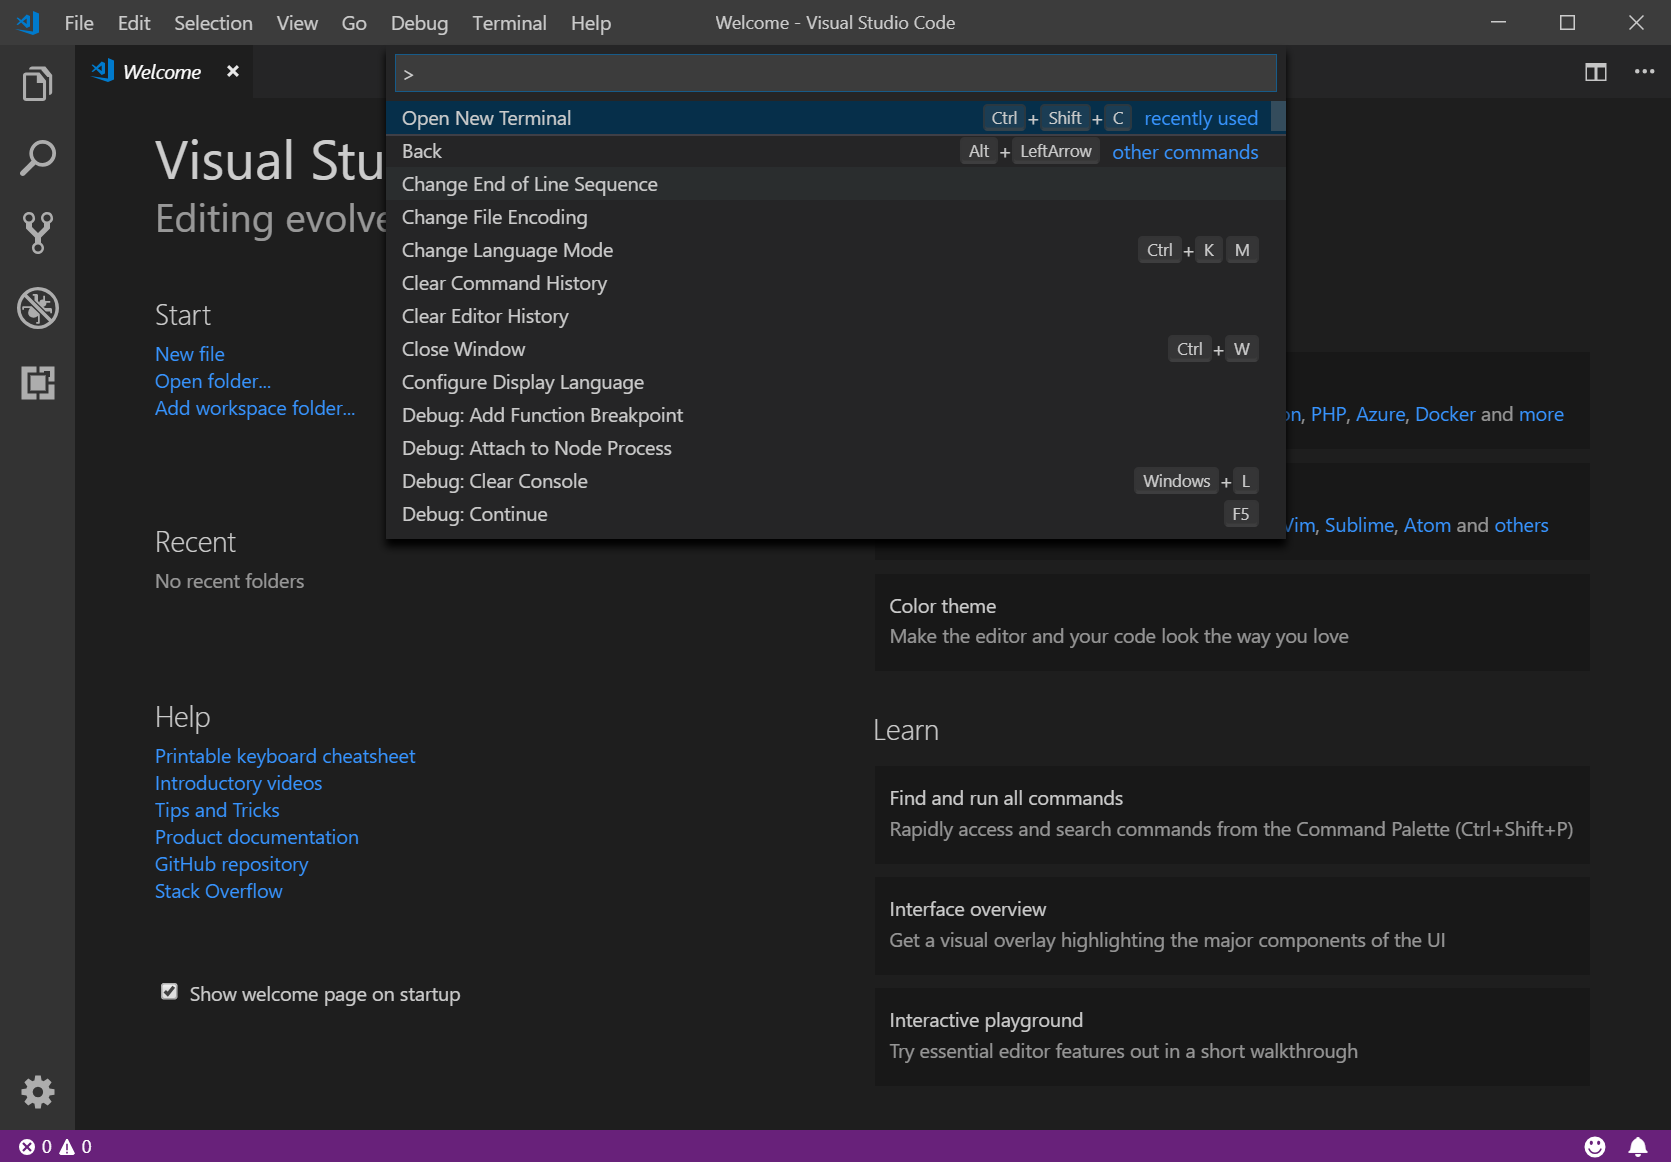 File Edit Selection View Go Debug Terminal Help Welcome - Visual Studio Code
Welcome
>
Open New Terminal Ctrl + Shift + C recently used
Back Alt + LeftArrow other commands
Change End of Line Sequence
Change File Encoding
Change Language Mode Ctrl + K M
Clear Command History
Clear Editor History
Close Window Ctrl + W
Configure Display Language
Debug: Add Function Breakpoint
Debug: Attach to Node Process
Debug: Clear Console Windows + L
Debug: Continue F5
Visual Stu
Editing evolve
Start
New file
Open folder...
Add workspace folder...
Recent
No recent folders
Help
Printable keyboard cheatsheet
Introductory videos
Tips and Tricks
Product documentation
GitHub repository
Stack Overflow
Show welcome page on startup
on, PHP, Azure, Docker and more
Vim, Sublime, Atom and others
Color theme
Make the editor and your code look the way you love
Learn
Find and run all commands
Rapidly access and search commands from the Command Palette (Ctrl+Shift+P)
Interface overview
Get a visual overlay highlighting the major components of the UI
Interactive playground
Try essential editor features out in a short walkthrough
0 0